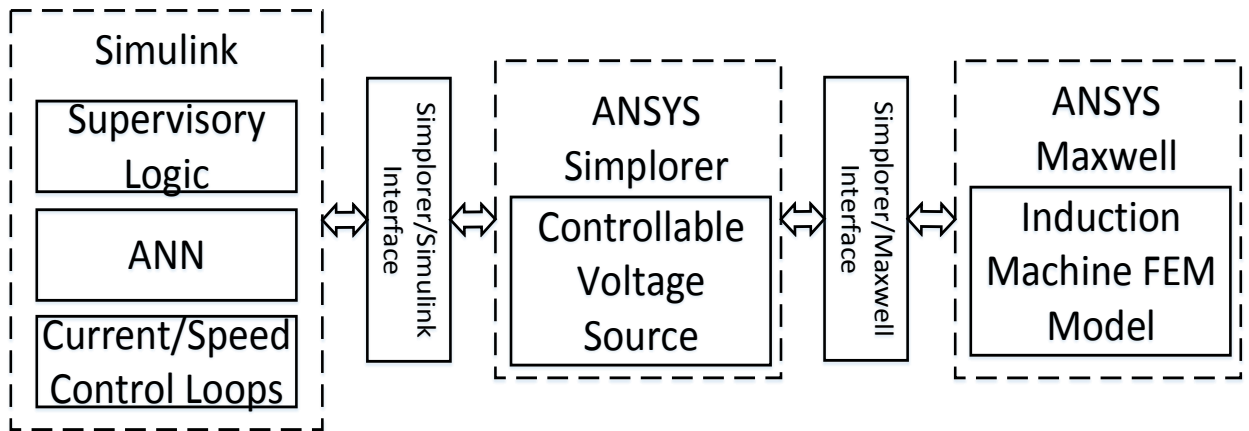 Simulink
Supervisory
Logic
ANN
Current/Speed
Control Loops
Simplorer/Simulink
Interface
ANSYS
Simplorer
Controllable
Voltage
Source
Simplorer/Maxwell
Interface
ANSYS
Maxwell
Induction
Machine FEM
Model